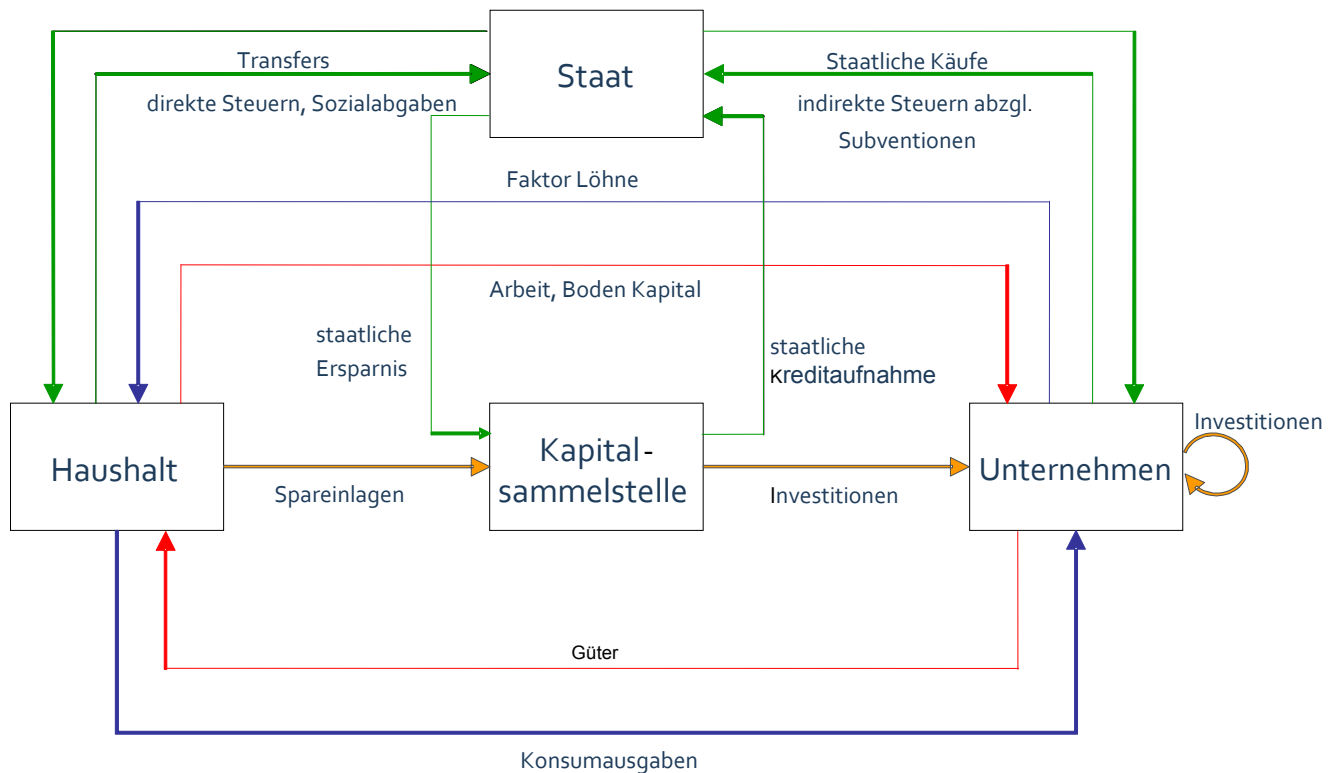 Staat
Transfers
Staatliche Käufe
direkte Steuern, Sozialabgaben
indirekte Steuern abzgl.
Subventionen
Faktor Löhne
Arbeit, Boden Kapital
staatliche
Ersparnis
staatliche
Kreditaufnahme
Haushalt
Kapital-
sammelstelle
Unternehmen
Investitionen
Spareinlagen
Investitionen
Güter
Konsumausgaben